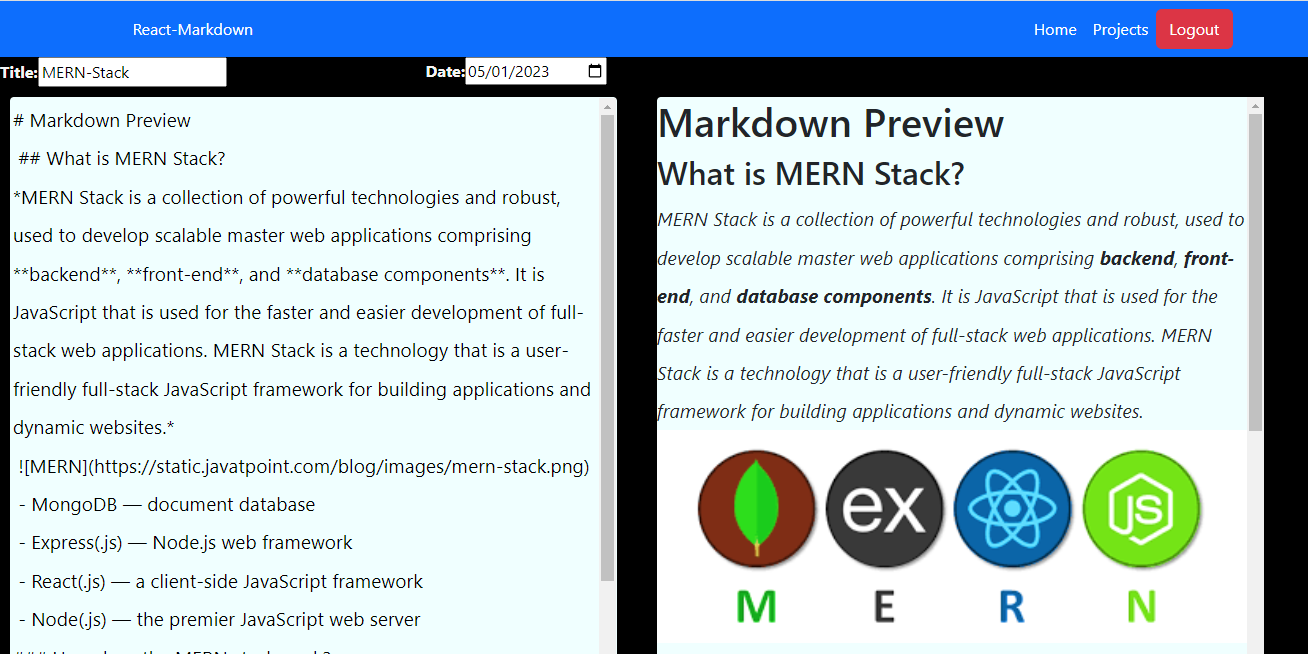 React-Markdown
Home Projects Logout
Title: MERN-Stack
Date: 05/01/2023
# Markdown Preview
## What is MERN Stack?
*MERN Stack is a collection of powerful technologies and robust,
used to develop scalable master web applications comprising
**backend**, **front-end**, and **database components**. It is
JavaScript that is used for the faster and easier development of full-
stack web applications. MERN Stack is a technology that is a user-
friendly full-stack JavaScript framework for building applications and
dynamic websites.*
![MERN](https://static.javatpoint.com/blog/images/mern-stack.png)
- MongoDB — document database
- Express(.js) — Node.js web framework
- React(.js) — a client-side JavaScript framework
- Node(.js) — the premier JavaScript web server
Markdown Preview
What is MERN Stack?
MERN Stack is a collection of powerful technologies and robust, used to
develop scalable master web applications comprising backend, front-
end, and database components. It is JavaScript that is used for the
faster and easier development of full-stack web applications. MERN
Stack is a technology that is a user-friendly full-stack JavaScript
framework for building applications and dynamic websites.
ex JS
M E R N